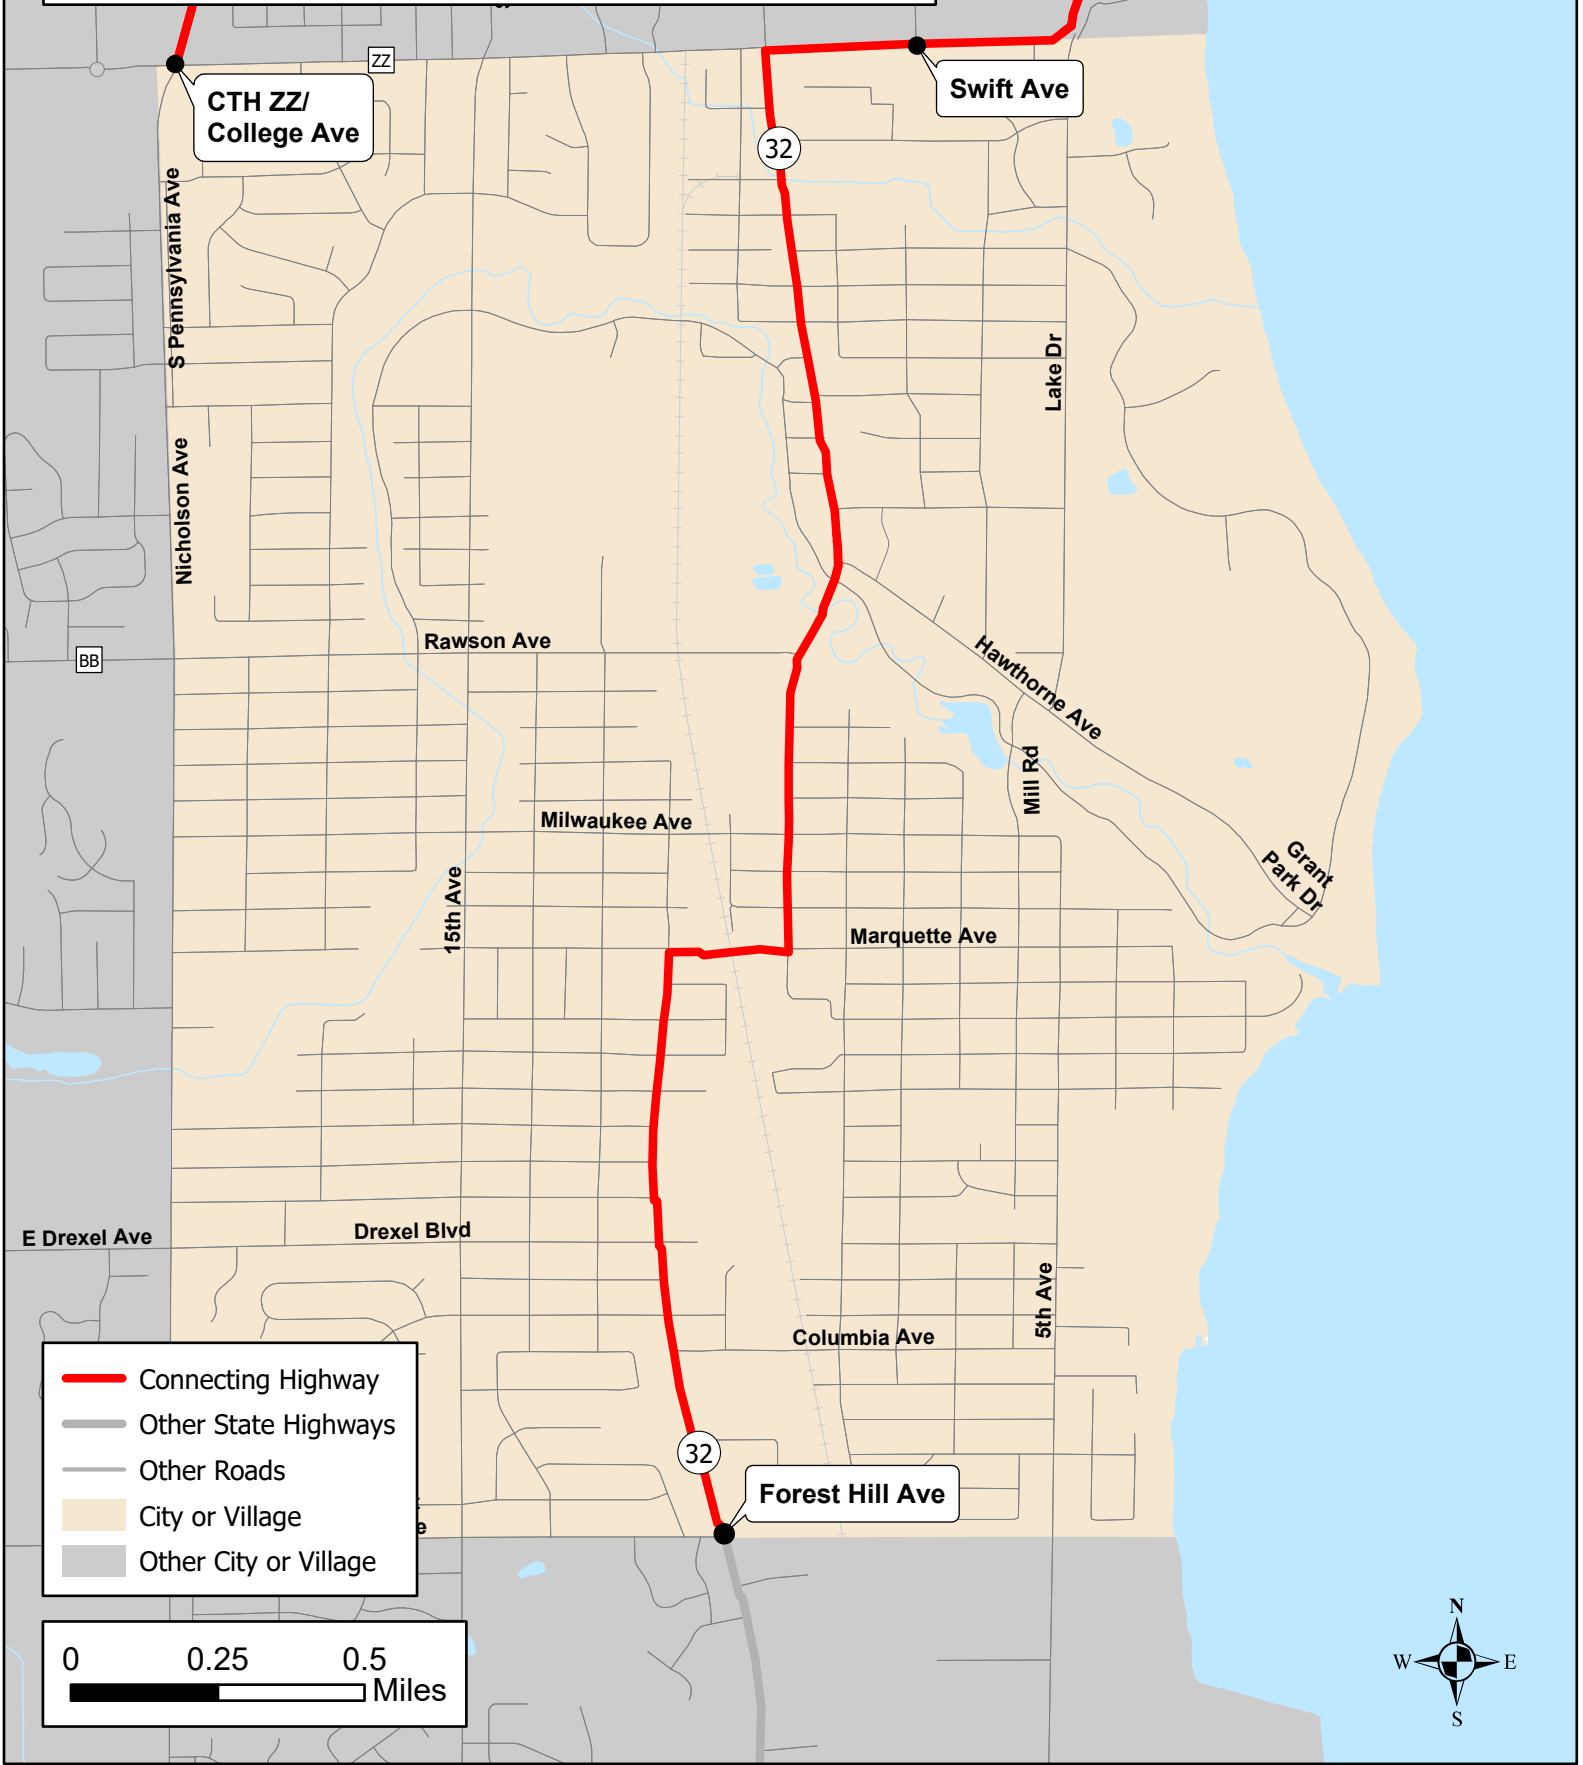 ZZ
CTH ZZ/
College Ave
Swift Ave
32
S Pennsylvania Ave
Lake Dr
Nicholson Ave
Rawson Ave
BB
Hawthorne Ave
Mill Rd
Milwaukee Ave
Grant
Park Dr
15th Ave
Marquette Ave
E Drexel Ave
Drexel Blvd
5th Ave
Columbia Ave
Connecting Highway
Other State Highways
Other Roads
City or Village
Other City or Village
32
Forest Hill Ave
0 0.25 0.5
Miles
N
W E
S